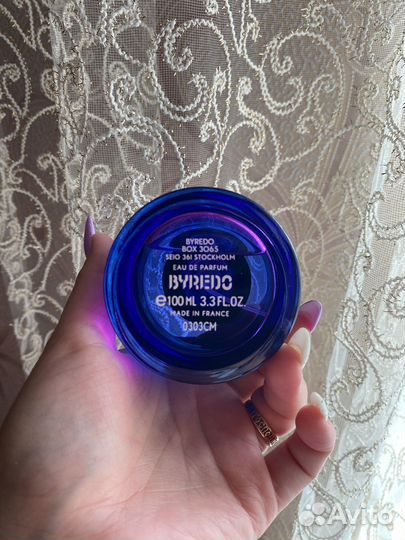 BYREDO
BOX 3065
SEIO 361 STOCKHOLM
EAU DE PARFUM
BYREDO
℮100 ML 3.3 FL.OZ.
MADE IN FRANCE
0303CM
Avito